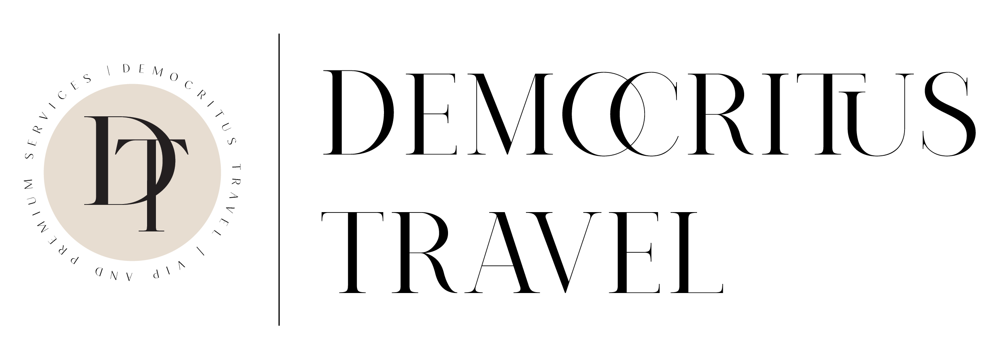 DEMOCRITUS TRAVEL | VIP AND PREMIUM SERVICES |
DT
DEMOCRITUS
TRAVEL